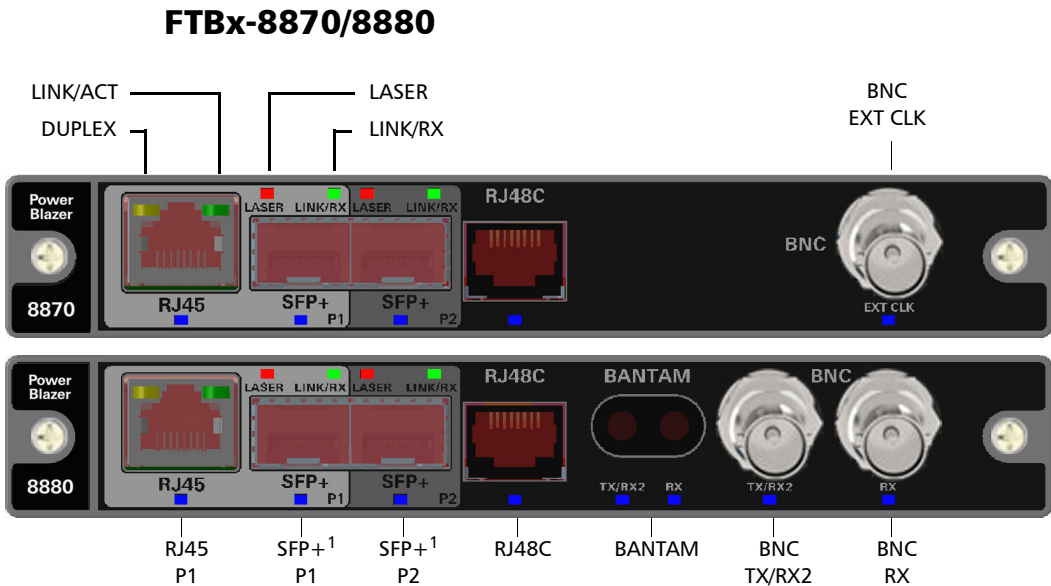 FTBx-8870/8880
LINK/ACT
LASER
BNC
DUPLEX
LINK/RX
EXT CLK
Power
Blazer
RJ48C
LASER LINK/RX LASER LINK/RX
BNC
8870
RJ45
SFP+
SFP+
EXT CLK
P1
P2
Power
Blazer
RJ48C
BANTAM
BNC
LASER LINK/RX LASER LINK/RX
8880
RJ45
SFP+
SFP+
TX/RX2
RX
TX/RX2
RX
P1
P2
RJ45
P1
SFP+1
P1
SFP+1
P2
RJ48C
BANTAM
BNC
TX/RX2
BNC
RX